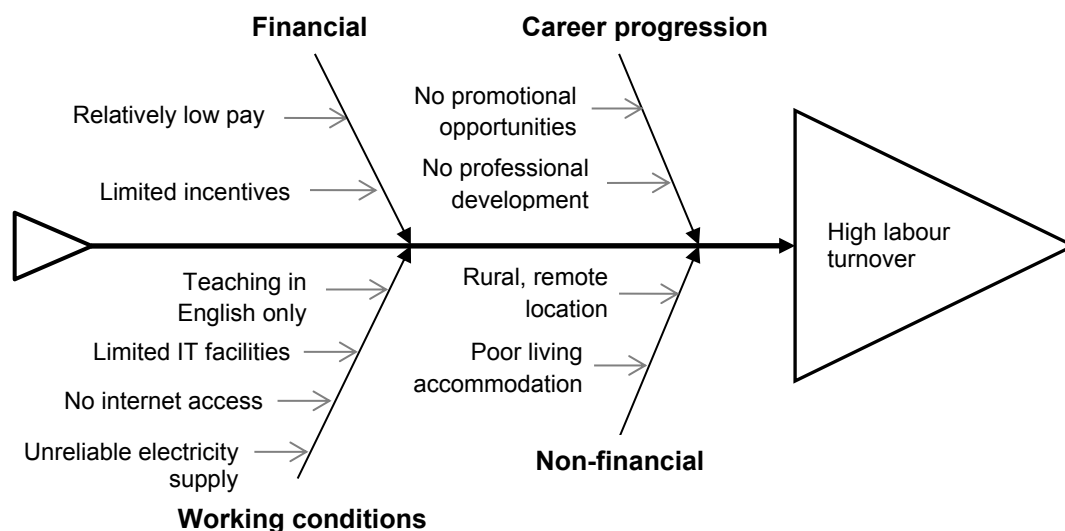 Financial
Career progression
Relatively low pay
Limited incentives
No promotional
opportunities
No professional
development
High labour
turnover
Teaching in
English only
Limited IT facilities
No internet access
Unreliable electricity
supply
Working conditions
Rural, remote
location
Poor living
accommodation
Non-financial